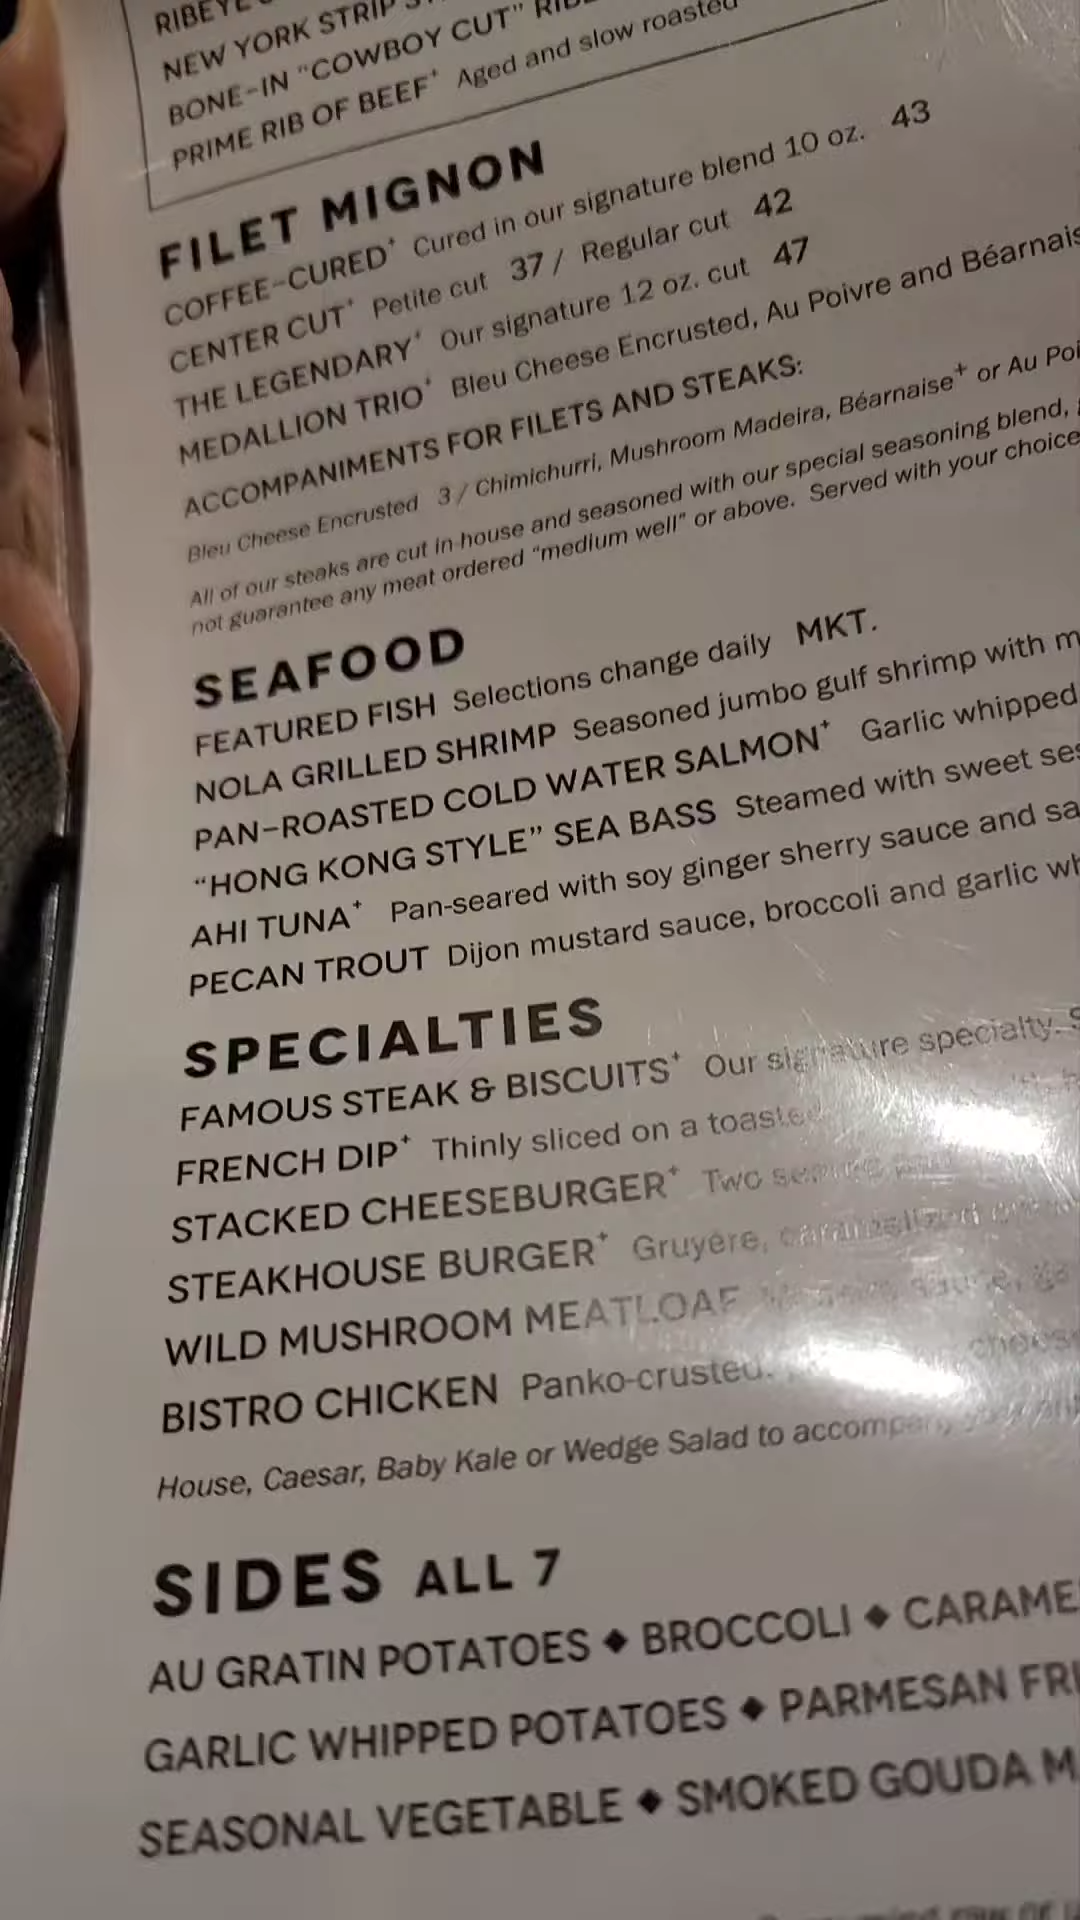 NEW YORK STRIP
BONE-IN "COWBOY CUT"
PRIME RIB OF BEEF+ Aged and slow roasted
FILET MIGNON
COFFEE-CURED+ Cured in our signature blend 10 oz. 43
CENTER CUT+ Petite cut 37 / Regular cut 42
THE LEGENDARY+ Our signature 12 oz. cut 47
MEDALLION TRIO+ Bleu Cheese Encrusted, Au Poivre and Béarnais
ACCOMPANIMENTS FOR FILETS AND STEAKS:
Bleu Cheese Encrusted 3 / Chimichurri, Mushroom Madeira, Béarnaise+ or Au Poi
All of our steaks are cut in-house and seasoned with our special seasoning blend,
not guarantee any meat ordered "medium well" or above. Served with your choice
SEAFOOD
FEATURED FISH Selections change daily MKT.
NOLA GRILLED SHRIMP Seasoned jumbo gulf shrimp with m
PAN-ROASTED COLD WATER SALMON+ Garlic whipped
"HONG KONG STYLE" SEA BASS Steamed with sweet ses
AHI TUNA+ Pan-seared with soy ginger sherry sauce and sa
PECAN TROUT Dijon mustard sauce, broccoli and garlic wh
SPECIALTIES
FAMOUS STEAK & BISCUITS+ Our signature specialty. S
FRENCH DIP+ Thinly sliced on a toasted
STACKED CHEESEBURGER+ Two
STEAKHOUSE BURGER+ Gruyère, caramelized
WILD MUSHROOM MEATLOAF
BISTRO CHICKEN Panko-crusted. cheese
House, Caesar, Baby Kale or Wedge Salad to accompany your
SIDES ALL 7
AU GRATIN POTATOES ◆ BROCCOLI ◆ CARAME
GARLIC WHIPPED POTATOES ◆ PARMESAN FRI
SEASONAL VEGETABLE ◆ SMOKED GOUDA M